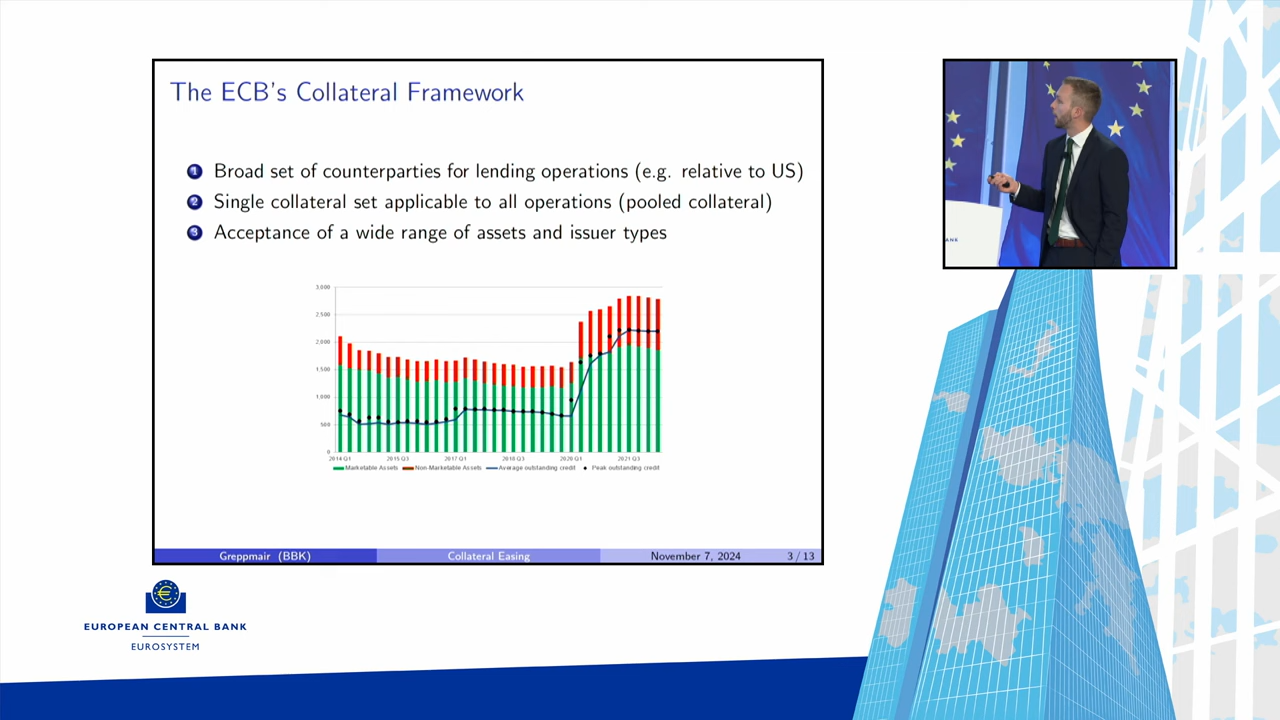 The ECB's Collateral Framework
1 Broad set of counterparties for lending operations (e.g. relative to US)
2 Single collateral set applicable to all operations (pooled collateral)
3 Acceptance of a wide range of assets and issuer types
3,000
2,500
2,000
1,500
1,000
500
0
2014 Q1 2015 Q3 2017 Q1 2018 Q3 2020 Q1 2021 Q3
Marketable Assets Non-Marketable Assets Average outstanding credit Peak outstanding credit
Greppmair (BBK) Collateral Easing November 7, 2024 3 / 13
ANK
EUROPEAN CENTRAL BANK
EUROSYSTEM